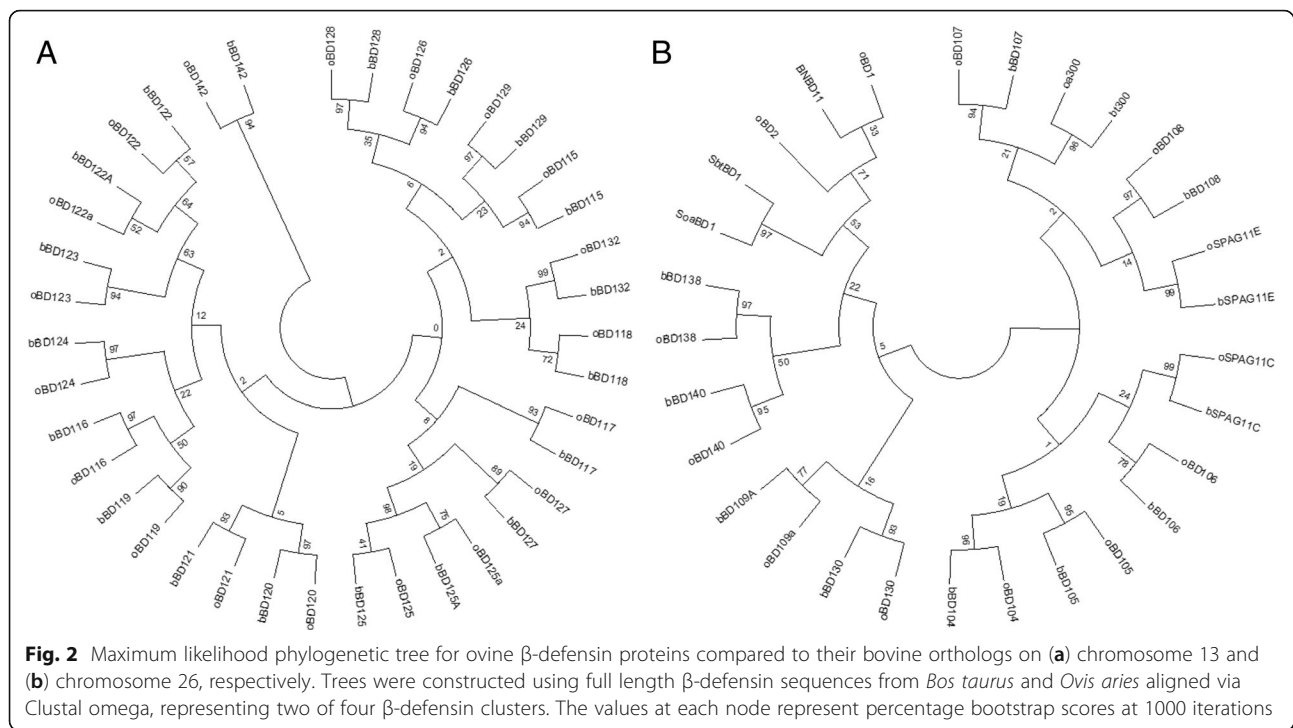 A
B
oBD128
bBD128
97
oBD126
bBD126
94
35
oBD129
bBD129
97
oBD115
bBD115
94
23
6
oBD132
bBD132
99
oBD118
bBD118
72
24
2
0
oBD117
bBD117
93
8
oBD127
bBD127
89
19
oBD125a
bBD125A
75
98
oBD125
bBD125
41
oBD120
bBD120
97
5
oBD121
bBD121
93
2
oBD119
bBD119
90
50
oBD116
bBD116
97
22
oBD124
bBD124
97
12
oBD123
bBD123
94
63
oBD122a
bBD122A
52
64
oBD122
bBD122
57
oBD142
bBD142
94
oBD107
bBD107
94
oa300
bt300
96
21
oBD108
bBD108
97
14
oSPAG11E
bSPAG11E
99
2
oSPAG11C
bSPAG11C
99
24
oBD106
bBD106
78
1
oBD105
bBD105
95
19
oBD104
bBD104
96
oBD130
bBD130
93
16
oBD109a
bBD109A
77
5
oBD140
bBD140
95
50
oBD138
bBD138
97
22
SoaBD1
SbtBD1
97
53
oBD2
71
BNBD11
oBD1
33
Fig. 2 Maximum likelihood phylogenetic tree for ovine β-defensin proteins compared to their bovine orthologs on (a) chromosome 13 and
(b) chromosome 26, respectively. Trees were constructed using full length β-defensin sequences from Bos taurus and Ovis aries aligned via
Clustal omega, representing two of four β-defensin clusters. The values at each node represent percentage bootstrap scores at 1000 iterations